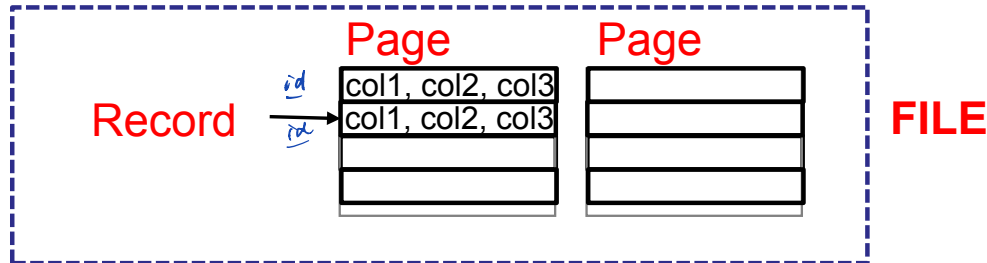 Page Page
id col1, col2, col3
Record id col1, col2, col3 FILE